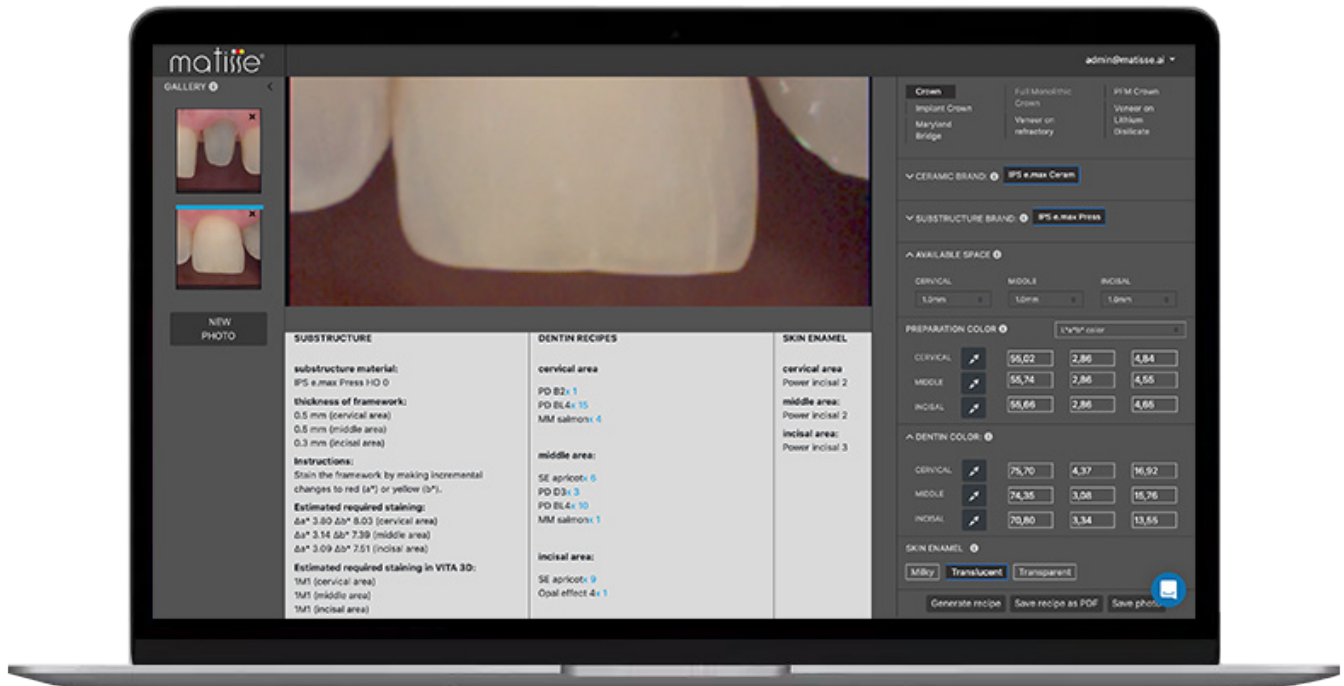 matisse®
admin@matisse.ai
GALLERY
NEW
PHOTO
SUBSTRUCTURE
substructure material:
IPS e.max Press HO 0
thickness of framework:
0.5 mm (cervical area)
0.5 mm (middle area)
0.3 mm (incisal area)
Instructions:
Stain the framework by making incremental
changes to red (a*) or yellow (b*).
Estimated required staining:
Δa* 3.80 Δb* 8.03 (cervical area)
Δa* 3.14 Δb* 7.39 (middle area)
Δa* 3.09 Δb* 7.51 (incisal area)
Estimated required staining in VITA 3D:
1M1 (cervical area)
1M1 (middle area)
1M1 (incisal area)
DENTIN RECIPES
cervical area
PD B2x 1
PD BL4x 15
MM salmonx 4
middle area:
SE apricotx 6
PD D3x 3
PD BL4x 10
MM salmonx 1
incisal area:
SE apricotx 9
Opal effect 4x 1
SKIN ENAMEL
cervical area
Power incisal 2
middle area:
Power incisal 2
incisal area:
Power incisal 3
Crown
Implant Crown
Maryland
Bridge
Full Monolithic
Crown
Veneer on
refractory
PFM Crown
Veneer on
Lithium
Disilicate
CERAMIC BRAND: IPS e.max Ceram
SUBSTRUCTURE BRAND: IPS e.max Press
AVAILABLE SPACE
CERVICAL MIDDLE INCISAL
1.0mm 1.0mm 1.0mm
PREPARATION COLOR L*a*b* color
CERVICAL 55,02 2,86 4,84
MIDDLE 55,74 2,86 4,55
INCISAL 55,66 2,86 4,65
DENTIN COLOR:
CERVICAL 75,70 4,37 16,92
MIDDLE 74,35 3,08 15,76
INCISAL 70,80 3,34 13,55
SKIN ENAMEL
Milky Translucent Transparent
Generate recipe Save recipe as PDF Save photo